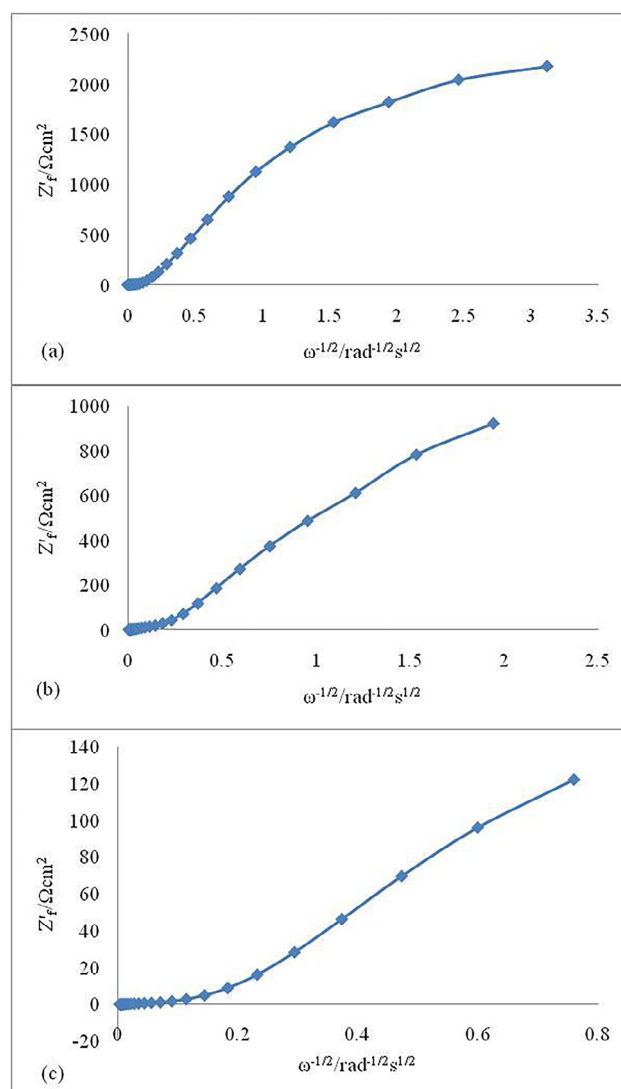 2500
2000
1500
1000
500
0
Z'f/Ωcm²
0 0.5 1 1.5 2 2.5 3 3.5
(a)
ω⁻¹/²/rad⁻¹/²s¹/²
1000
800
600
400
200
0
Z'f/Ωcm²
0 0.5 1 1.5 2 2.5
(b)
ω⁻¹/²/rad⁻¹/²s¹/²
140
120
100
80
60
40
20
0
-20
Z'f/Ωcm²
0 0.2 0.4 0.6 0.8
(c)
ω⁻¹/²/rad⁻¹/²s¹/²